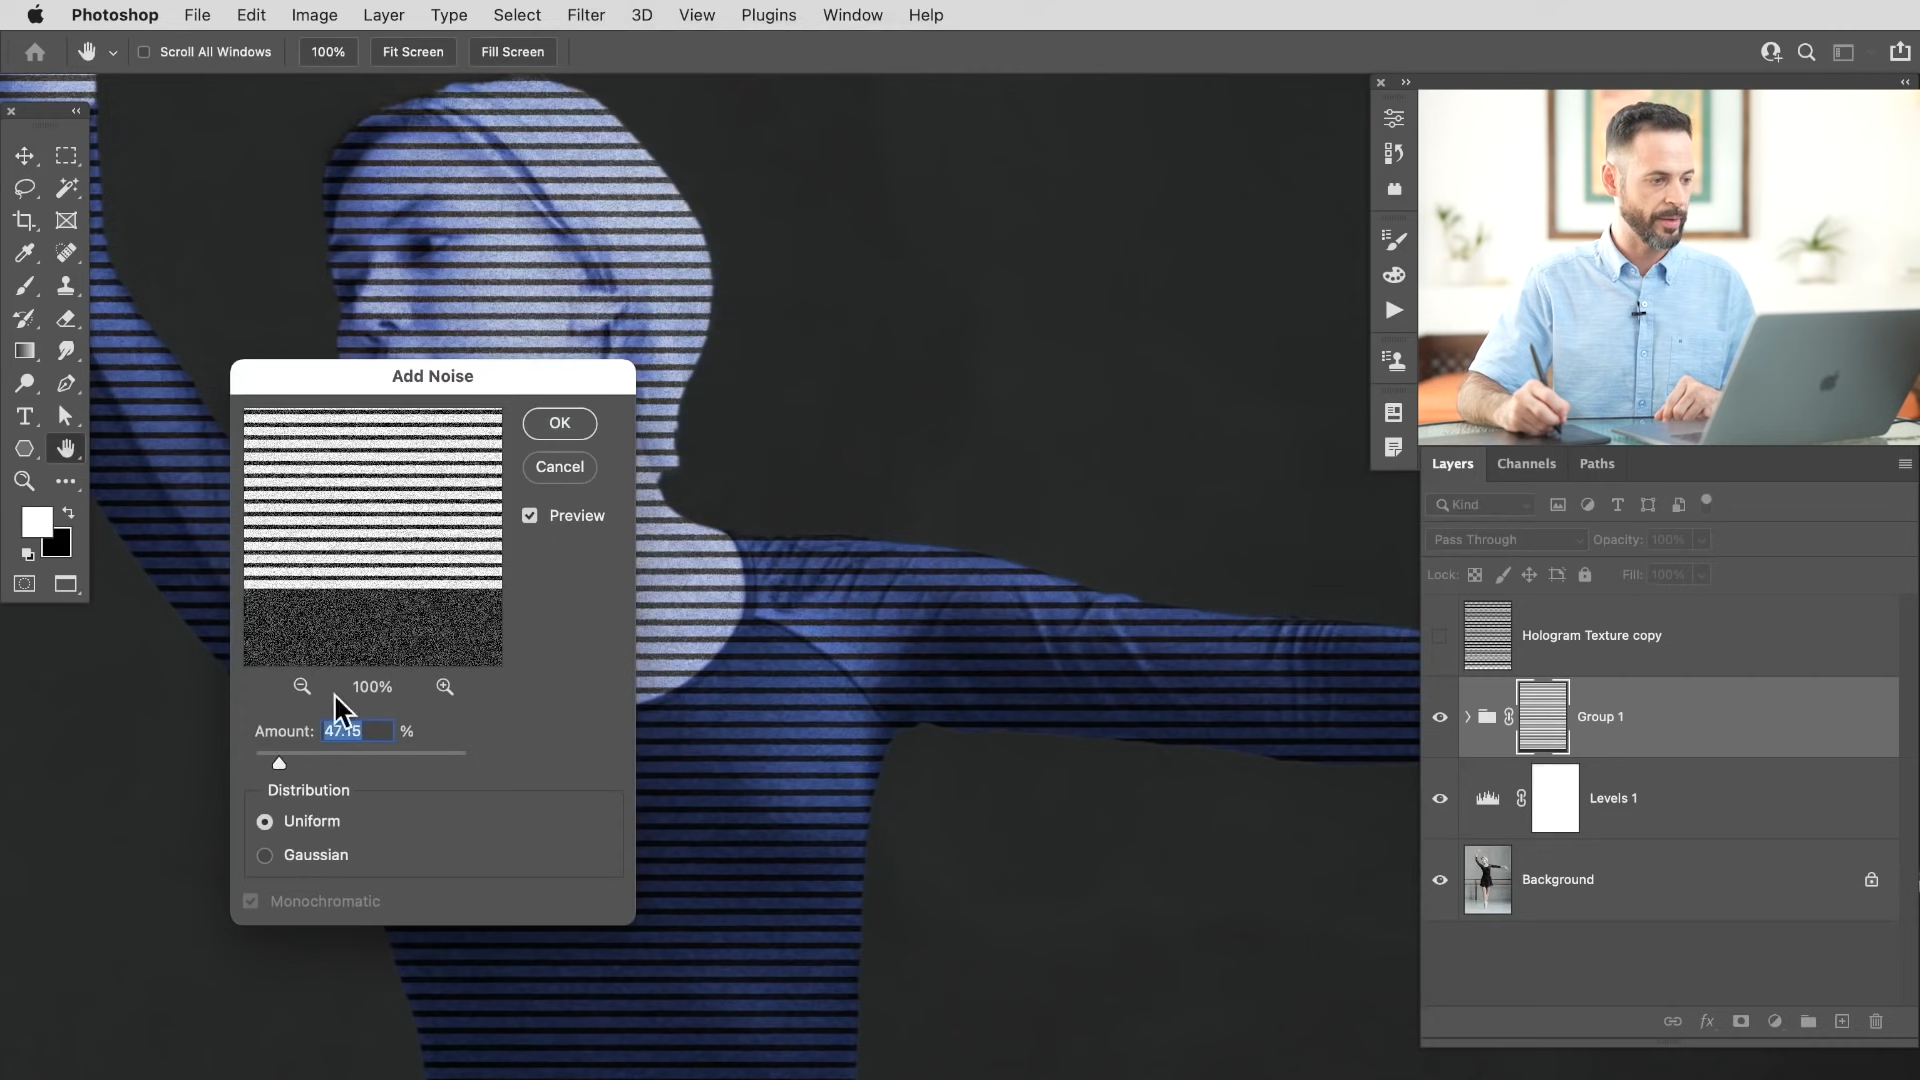 Photoshop File Edit Image Layer Type Select Filter 3D View Plugins Window Help
Scroll All Windows 100% Fit Screen Fill Screen
Add Noise
OK
Cancel
Preview
100%
Amount: 47.15 %
Distribution
Uniform
Gaussian
Monochromatic
Layers Channels Paths
Kind
Pass Through Opacity: 100%
Lock: Fill: 100%
Hologram Texture copy
Group 1
Levels 1
Background